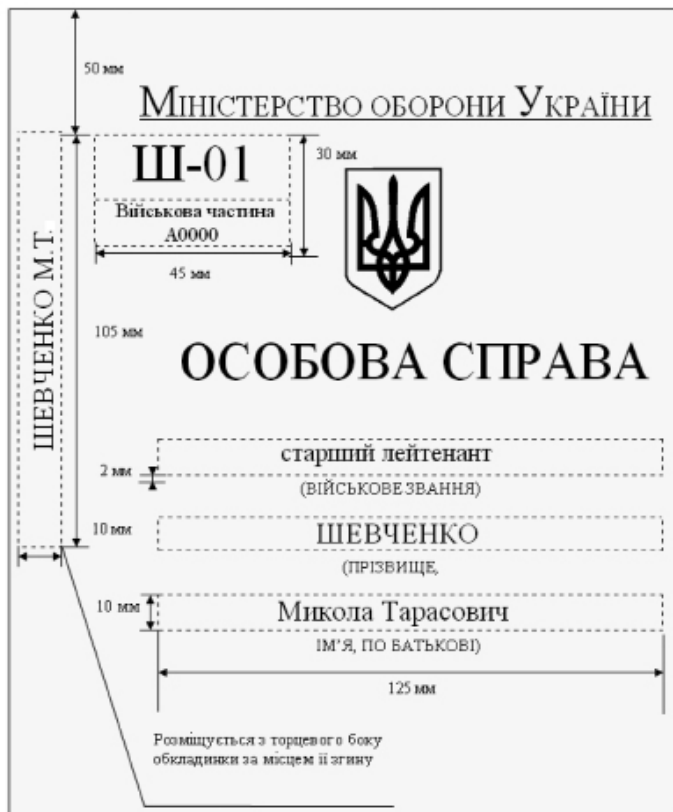 50 мм
МІНІСТЕРСТВО ОБОРОНИ УКРАЇНИ
Ш-01
30 мм
Військова частина
А0000
45 мм
ШЕВЧЕНКО М.Т.
105 мм
ОСОБОВА СПРАВА
старший лейтенант
2 мм
(ВІЙСЬКОВЕ ЗВАННЯ)
10 мм
ШЕВЧЕНКО
(ПРІЗВИЩЕ,
10 мм
Микола Тарасович
ІМ’Я, ПО БАТЬКОВІ)
125 мм
Розміщується з торцевого боку
обкладинки за місцем її згину